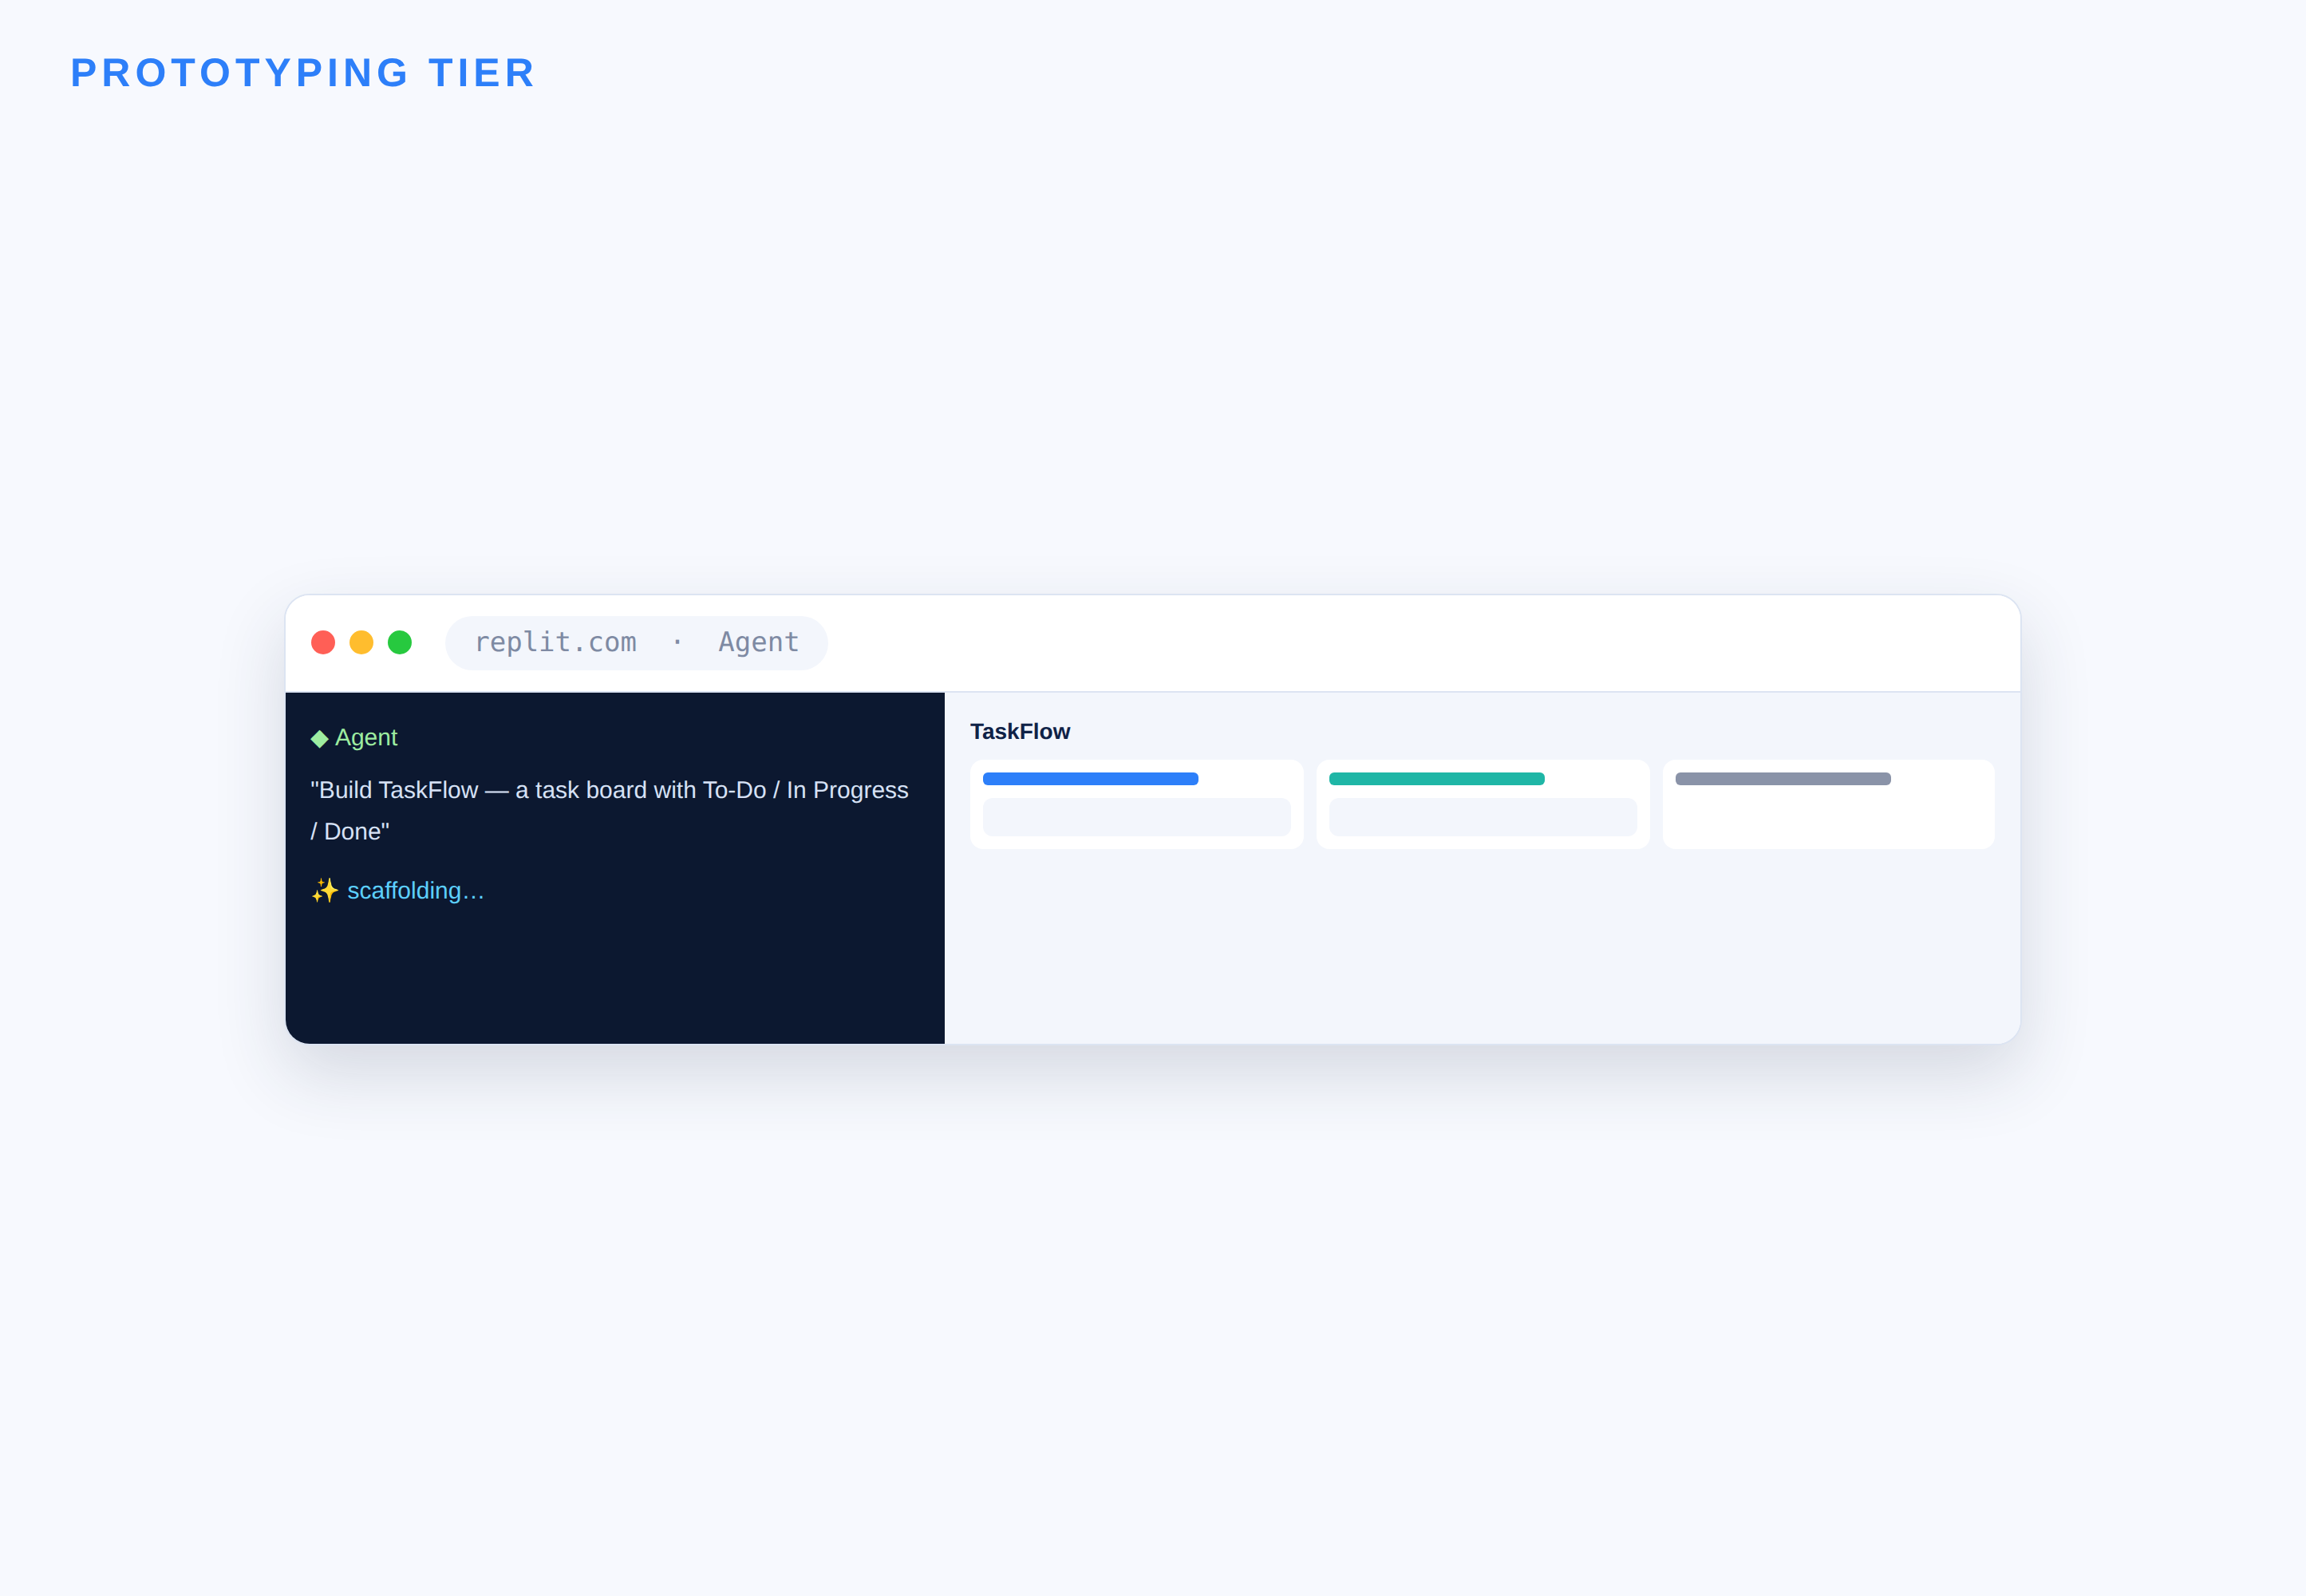 PROTOTYPING TIER
replit.com · Agent
◆ Agent
"Build TaskFlow — a task board with To-Do / In Progress
/ Done"
✨ scaffolding…
TaskFlow